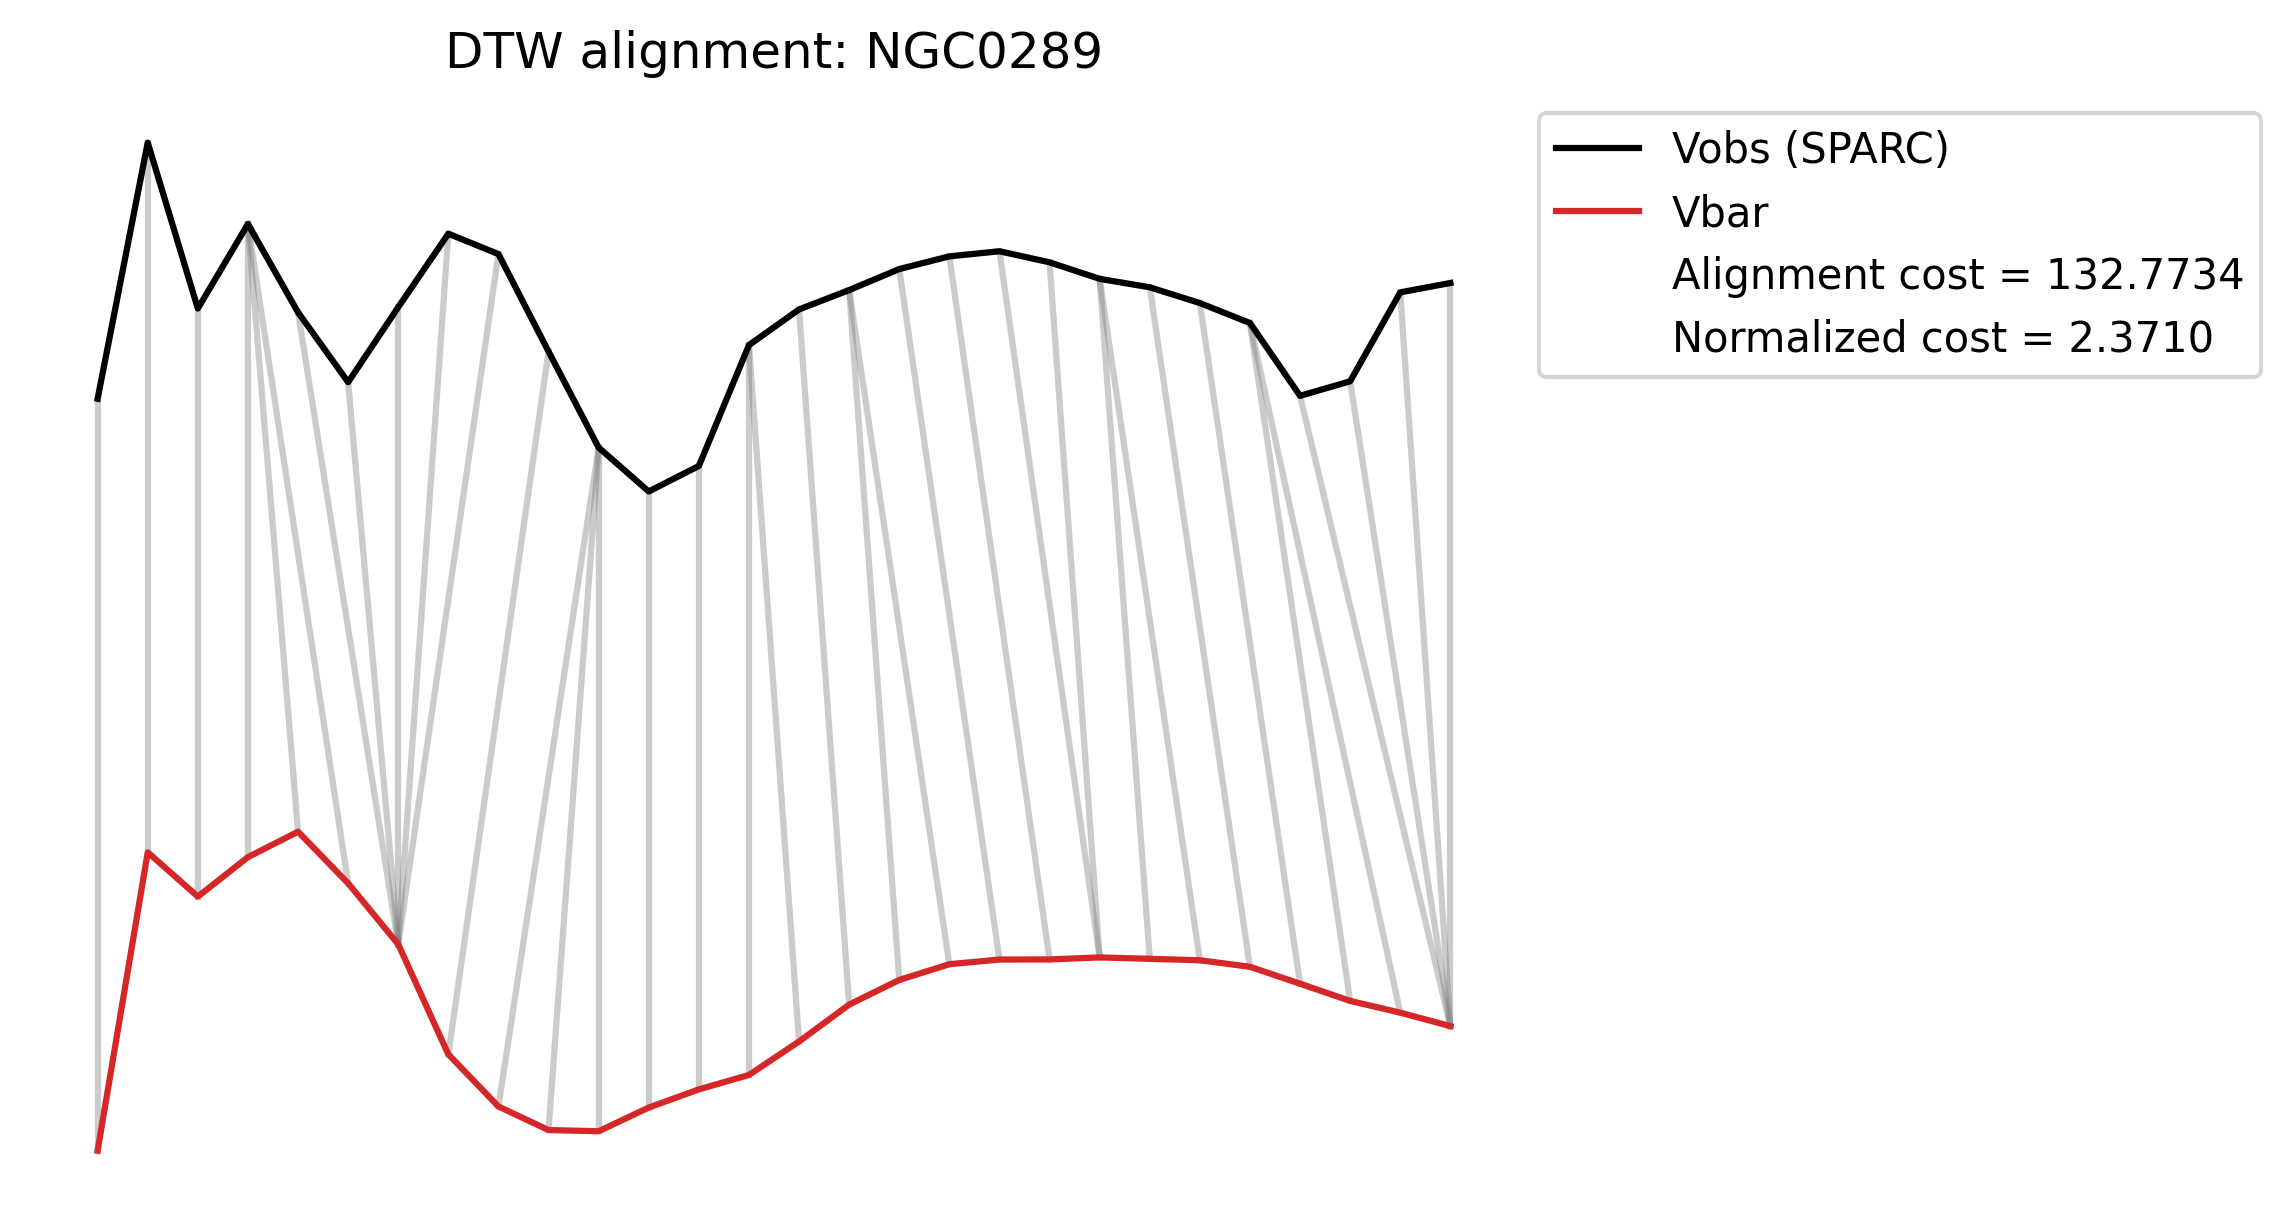 DTW alignment: NGC0289
Vobs (SPARC)
Vbar
Alignment cost = 132.7734
Normalized cost = 2.3710